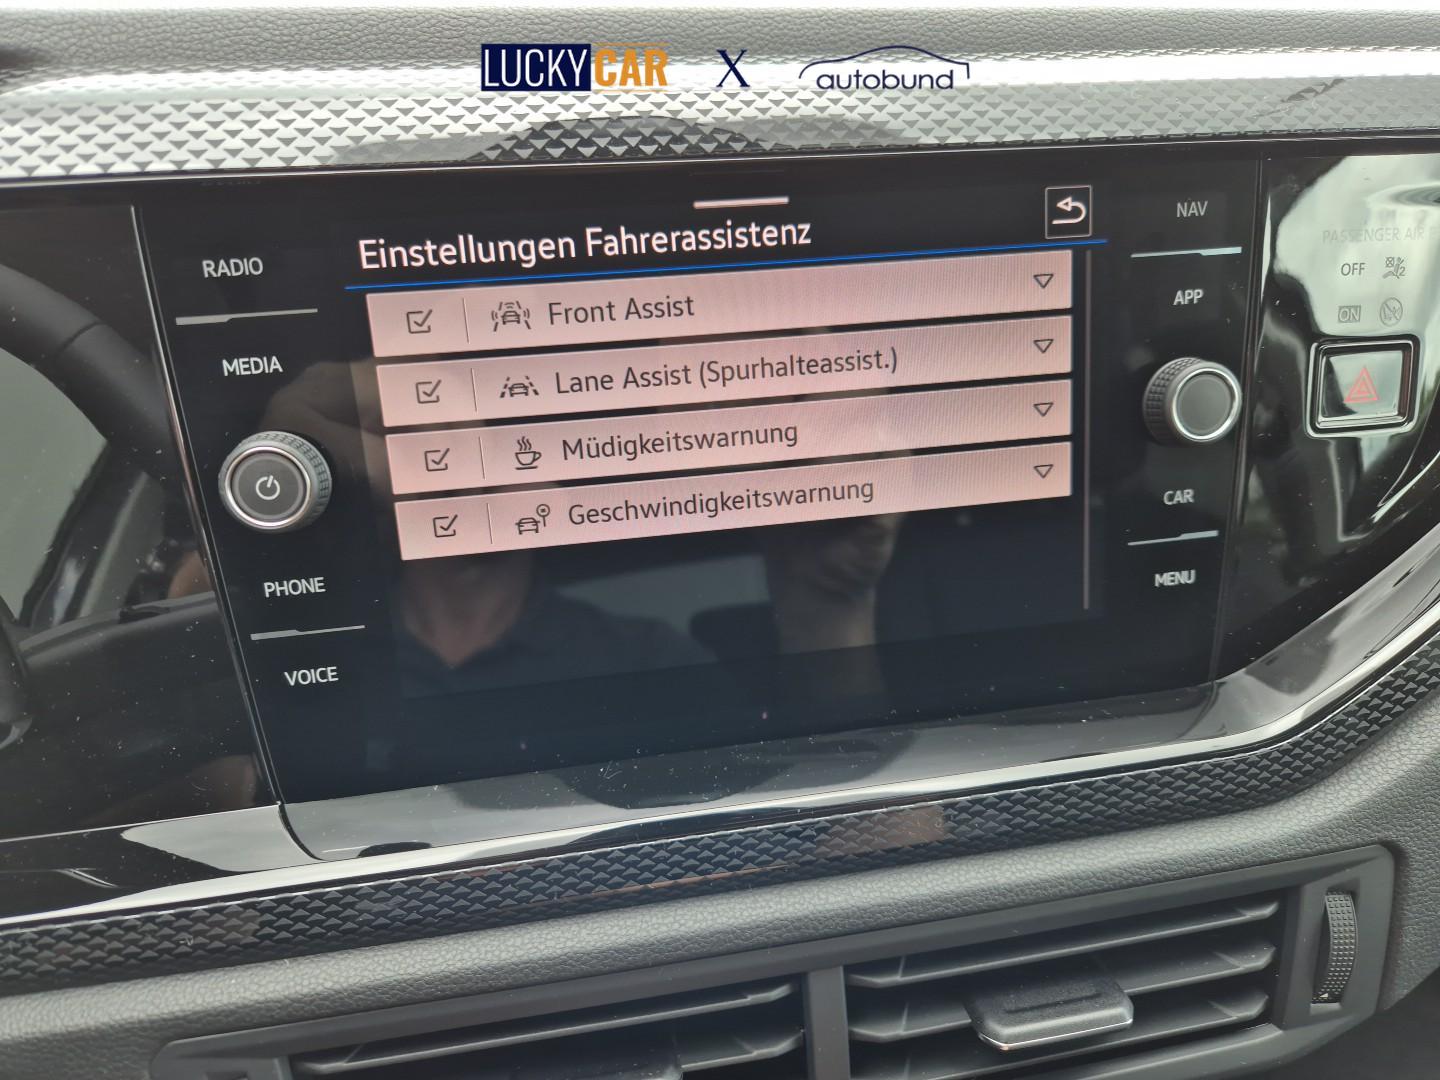 LUCKYCAR X autobund
Einstellungen Fahrerassistenz
Front Assist
Lane Assist (Spurhalteassist.)
Müdigkeitswarnung
Geschwindigkeitswarnung
RADIO
MEDIA
PHONE
VOICE
NAV
APP
CAR
MENU
PASSENGER AIR
OFF
ON